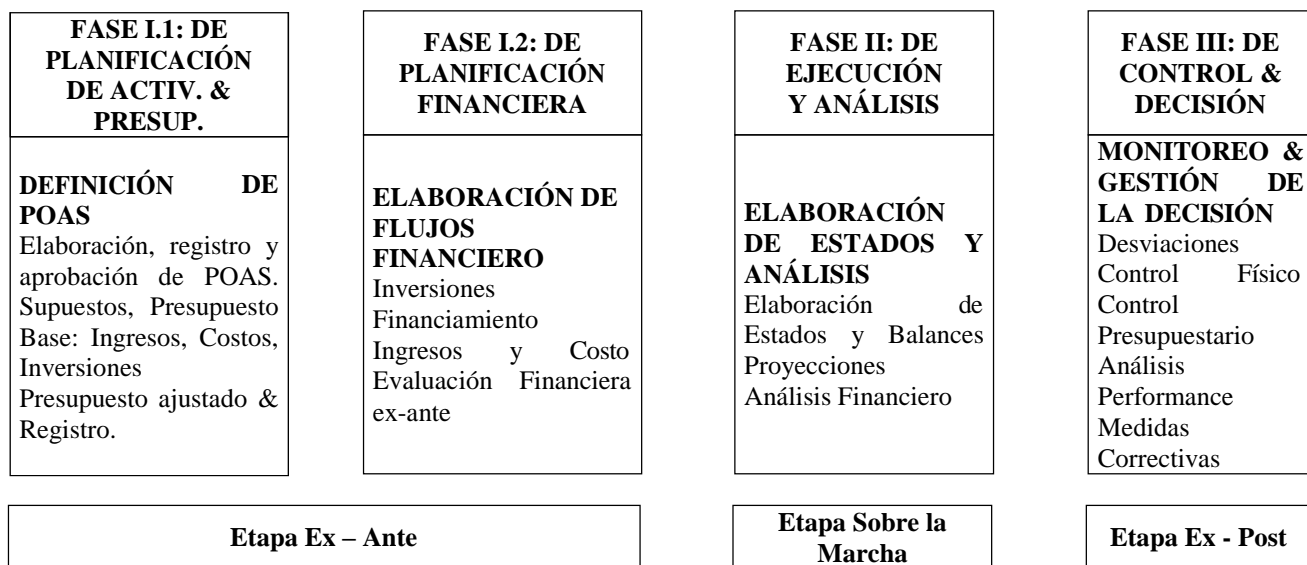 FASE I.1: DE
PLANIFICACIÓN
DE ACTIV. &
PRESUP.
DEFINICIÓN DE
POAS
Elaboración, registro y
aprobación de POAS.
Supuestos, Presupuesto
Base: Ingresos, Costos,
Inversiones
Presupuesto ajustado &
Registro.
FASE I.2: DE
PLANIFICACIÓN
FINANCIERA
ELABORACIÓN DE
FLUJOS
FINANCIERO
Inversiones
Financiamiento
Ingresos y Costo
Evaluación Financiera
ex-ante
FASE II: DE
EJECUCIÓN
Y ANÁLISIS
ELABORACIÓN
DE ESTADOS Y
ANÁLISIS
Elaboración de
Estados y Balances
Proyecciones
Análisis Financiero
FASE III: DE
CONTROL &
DECISIÓN
MONITOREO &
GESTIÓN DE
LA DECISIÓN
Desviaciones
Control Físico
Control
Presupuestario
Análisis
Performance
Medidas
Correctivas
Etapa Ex – Ante
Etapa Sobre la
Marcha
Etapa Ex - Post